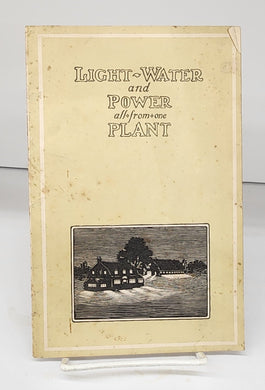 LIGHT~WATER
and
POWER
all+from+one
PLANT